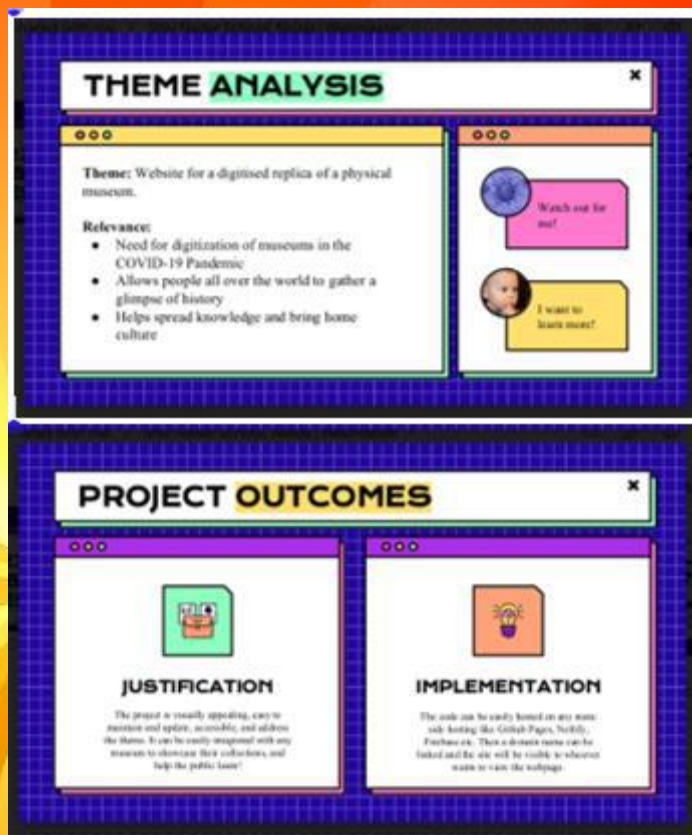 THEME ANALYSIS
Theme: Website for a digitised replica of a physical
museum.
Relevance:
Need for digitization of museums in the
COVID-19 Pandemic
Allows people all over the world to gather a
glimpse of history
Helps spread knowledge and bring home
culture
Watch out for
me!
I want to
learn more!
PROJECT OUTCOMES
JUSTIFICATION
The project is visually appealing, easy to
maintain and update, accessible, and address
the theme. It can be easily integrated with any
museum to showcase their collections, and
help the public learn!
IMPLEMENTATION
The code can be easily hosted on any
side hosting like Github Pages, Netlify,
Firebase etc. Then a domain name can be
linked and the site will be visible to whoever
wants to view the webpage.